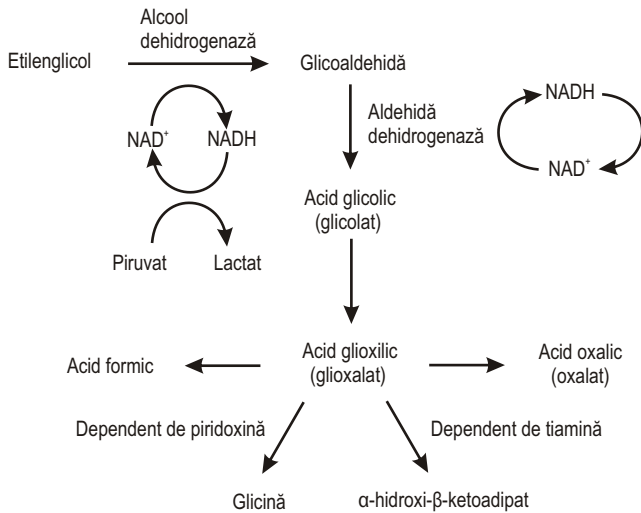 Alcool
dehidrogenază
Etilenglicol
Glicoaldehidă
NAD⁺
NADH
Aldehidă
dehidrogenază
NADH
NAD⁺
Piruvat
Lactat
Acid glicolic
(glicolat)
Acid formic
Acid glioxilic
(glioxalat)
Acid oxalic
(oxalat)
Dependent de piridoxină
Dependent de tiamină
Glicină
α-hidroxi-β-ketoadipat